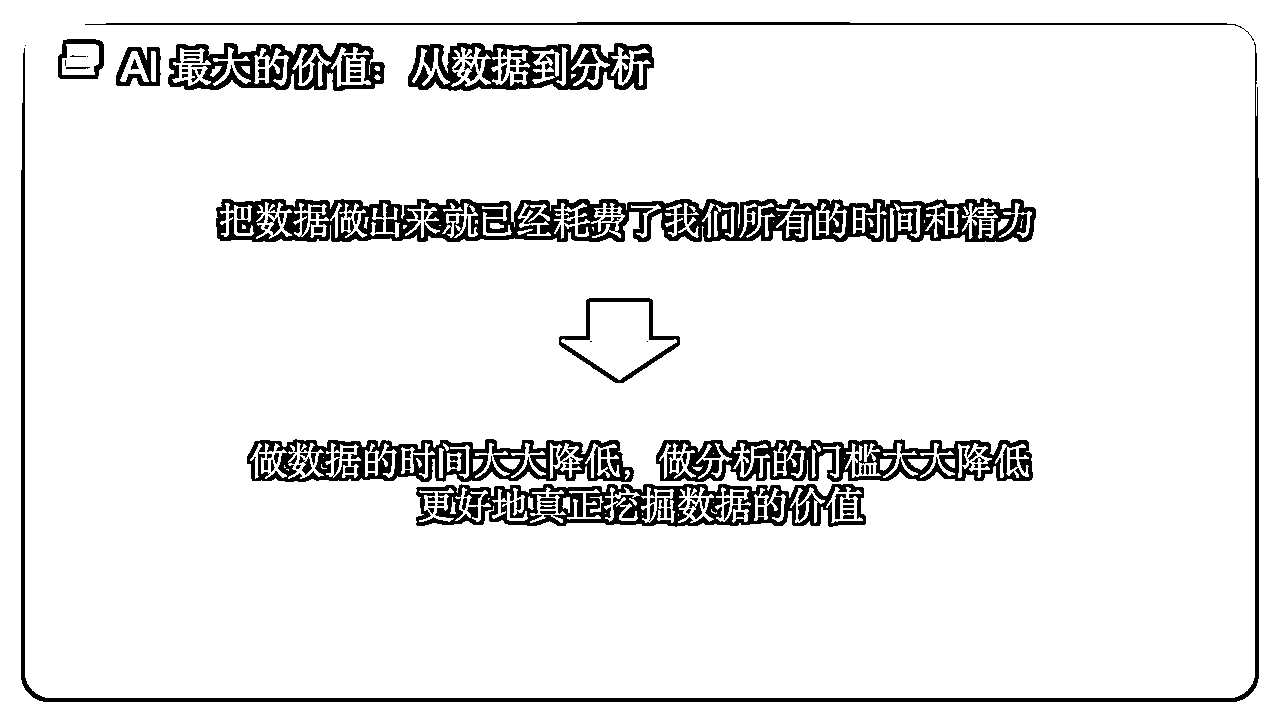 AI 最大的价值：从数据到分析
把数据做出来就已经耗费了我们所有的时间和精力
做数据的时间大大降低，做分析的门槛大大降低
更好地真正挖掘数据的价值